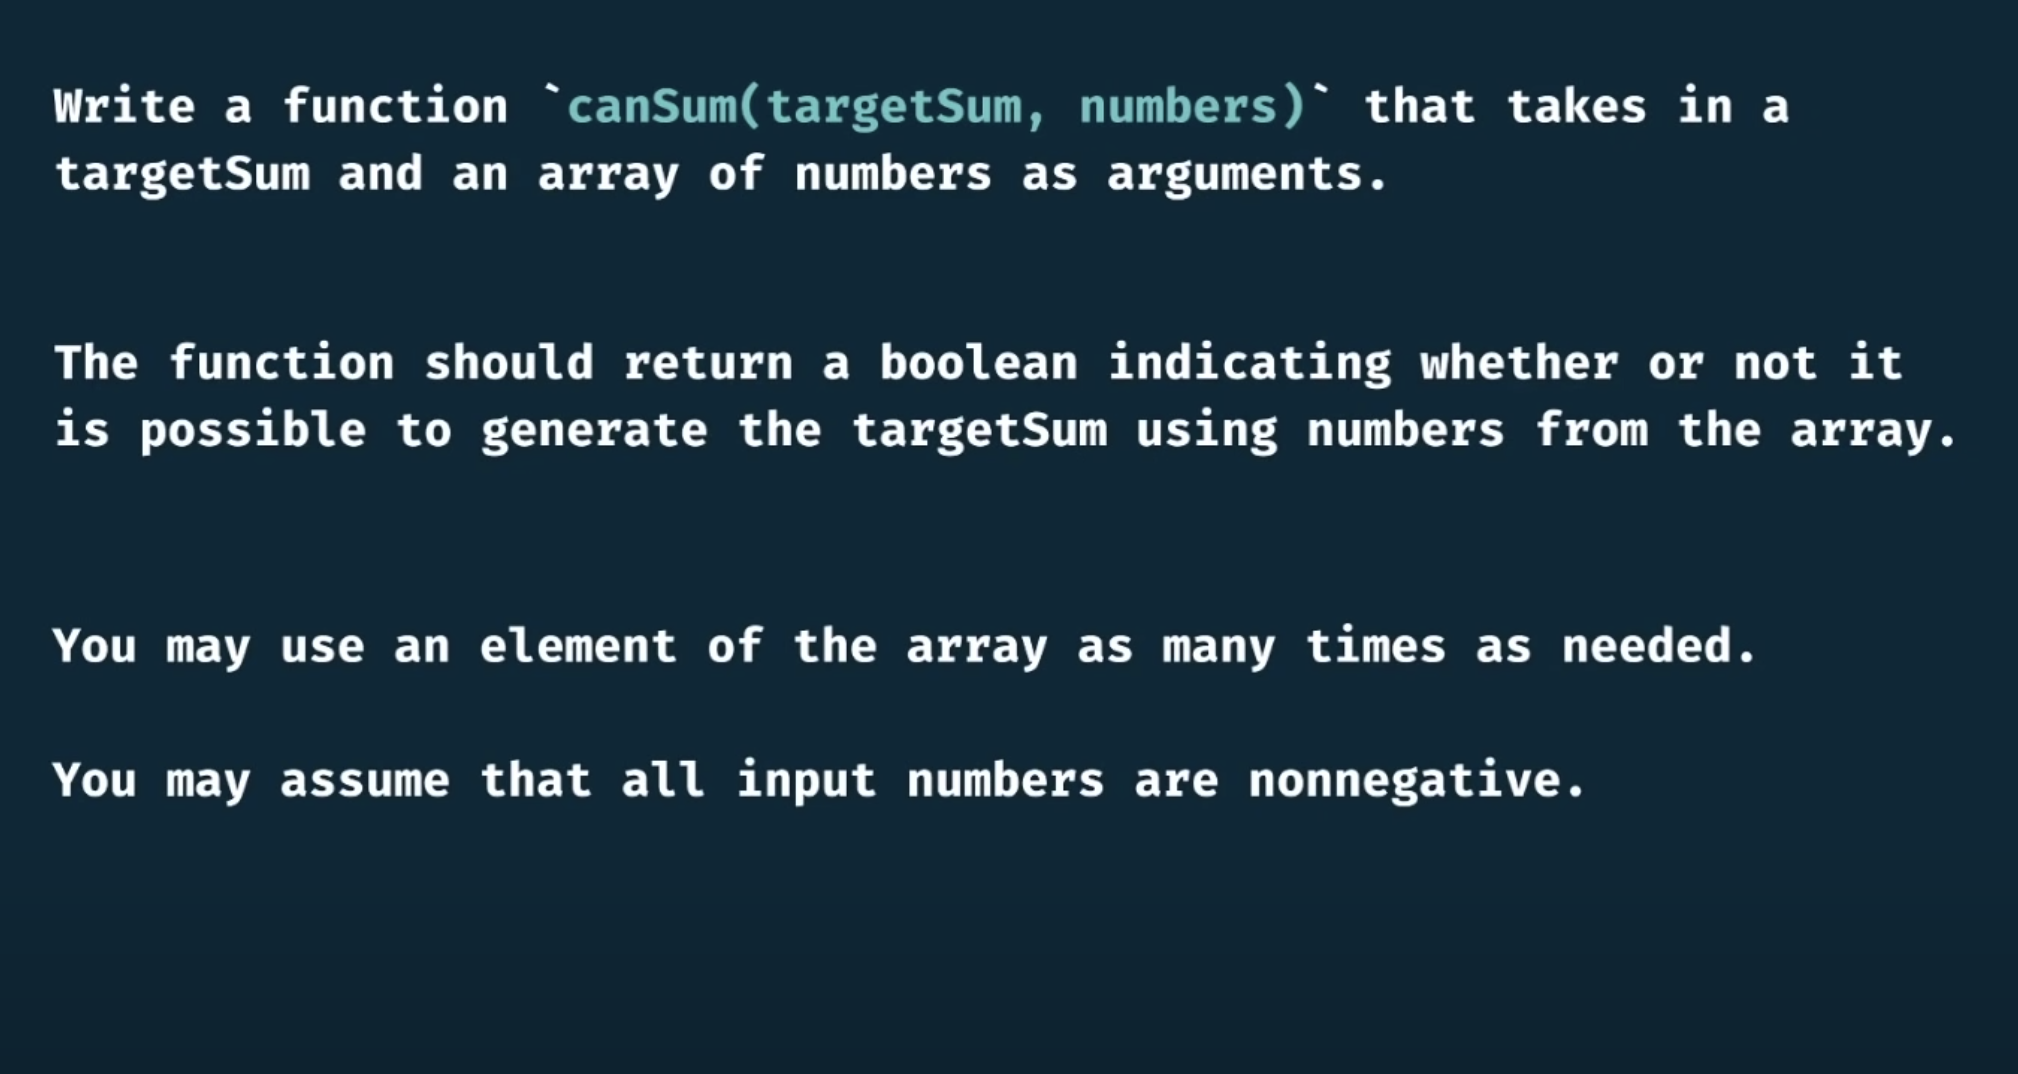 Write a function `canSum(targetSum, numbers)` that takes in a
targetSum and an array of numbers as arguments.
The function should return a boolean indicating whether or not it
is possible to generate the targetSum using numbers from the array.
You may use an element of the array as many times as needed.
You may assume that all input numbers are nonnegative.